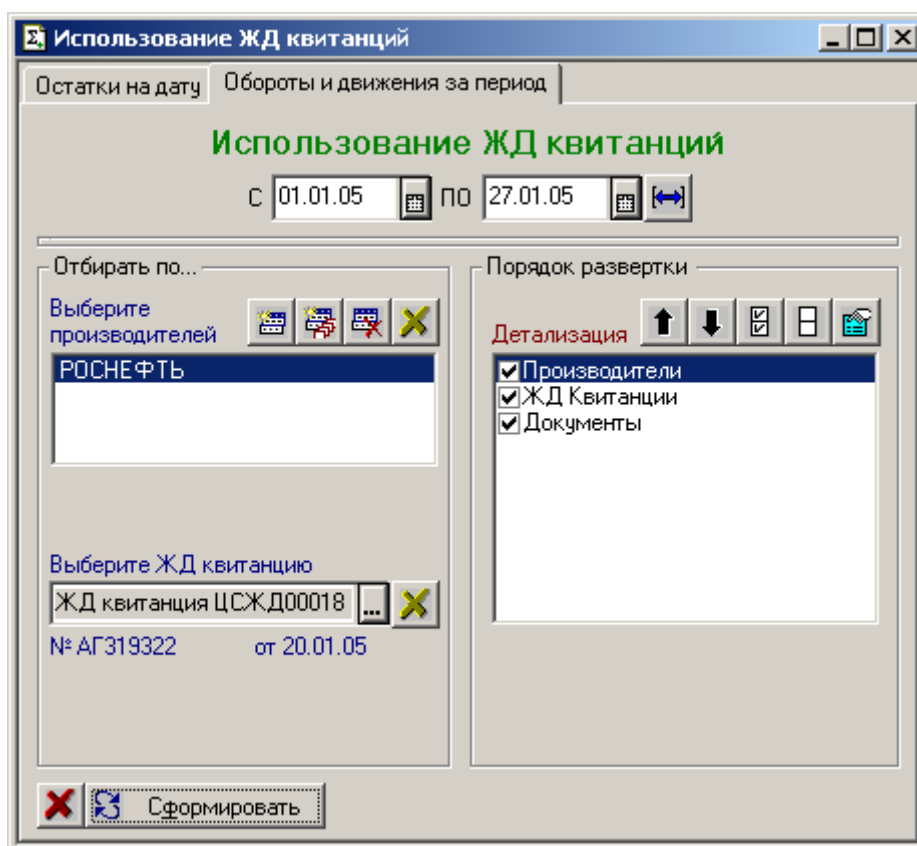 Использование ЖД квитанций
Остатки на дату
Обороты и движения за период
Использование ЖД квитанций
С 01.01.05 ПО 27.01.05
Отбирать по...
Порядок развертки
Выберите
производителей
Детализация
РОСНЕФТЬ
Производители
ЖД Квитанции
Документы
Выберите ЖД квитанцию
ЖД квитанция ЦСЖД00018 ...
№ АГ319322 от 20.01.05
Сформировать